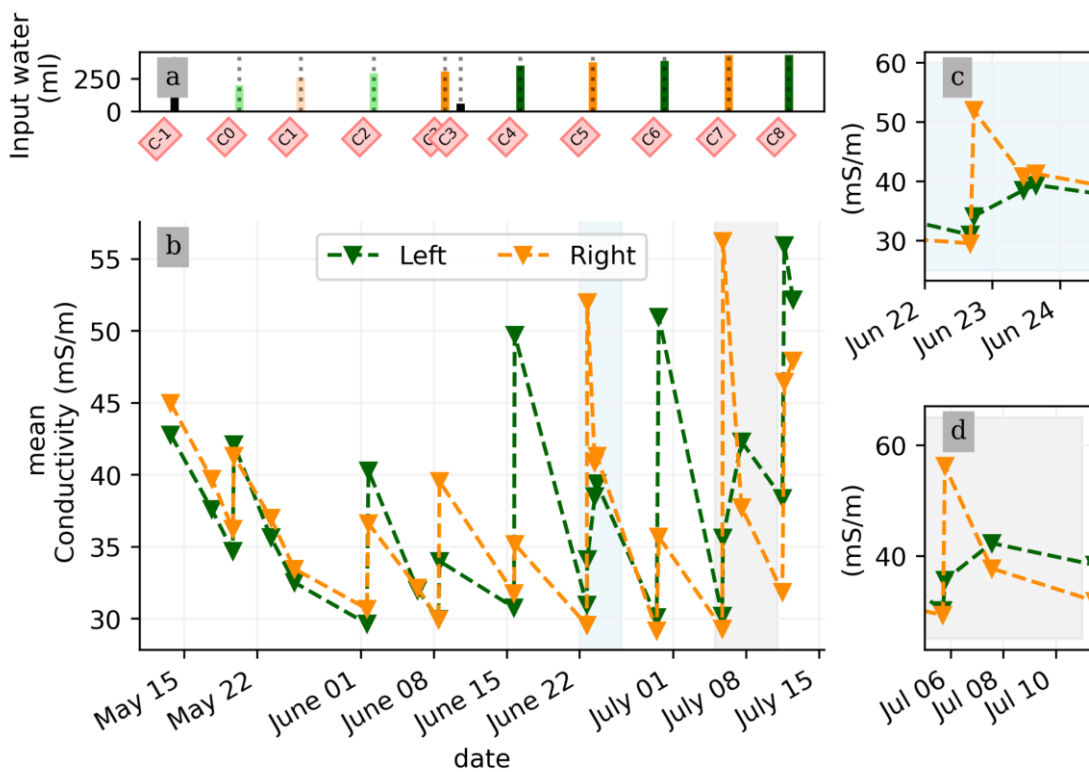 Input water
(ml)
250
0
a
C-1
C0
C1
C2
C3
C4
C5
C6
C7
C8
b
Left
Right
mean
Conductivity (mS/m)
55
50
45
40
35
30
May 15
May 22
June 01
June 08
June 15
June 22
July 01
July 08
July 15
date
c
(mS/m)
60
50
40
30
Jun 22
Jun 23
Jun 24
d
(mS/m)
60
40
Jul 06
Jul 08
Jul 10